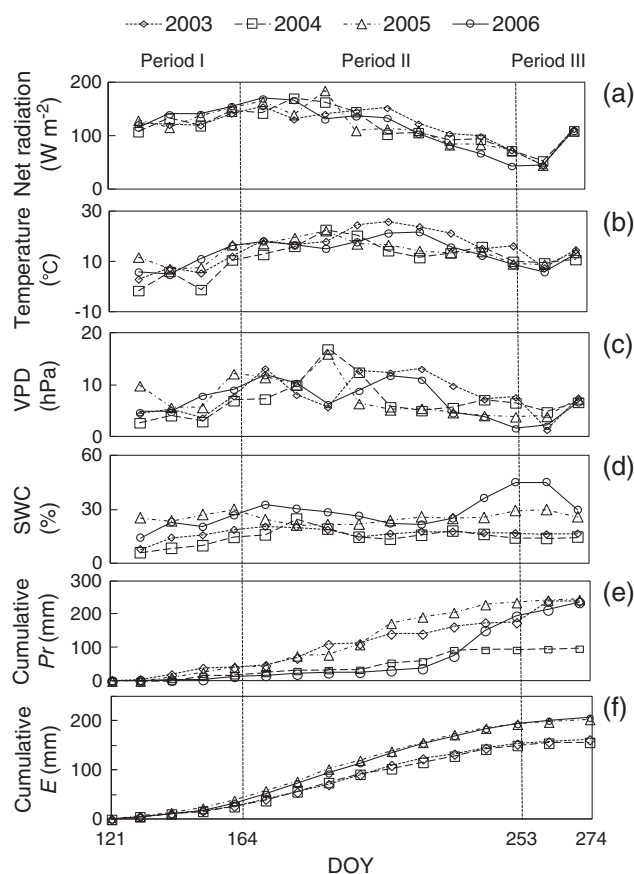 2003 2004 2005 2006
Period I Period II Period III
(a)
Net radiation
(W m-2)
200
100
0
(b)
Temperature
(°C)
30
10
-10
(c)
VPD
(hPa)
20
10
0
(d)
SWC
(%)
60
30
0
(e)
Cumulative
Pr (mm)
300
200
100
0
(f)
Cumulative
E (mm)
200
100
0
121 164 253 274
DOY